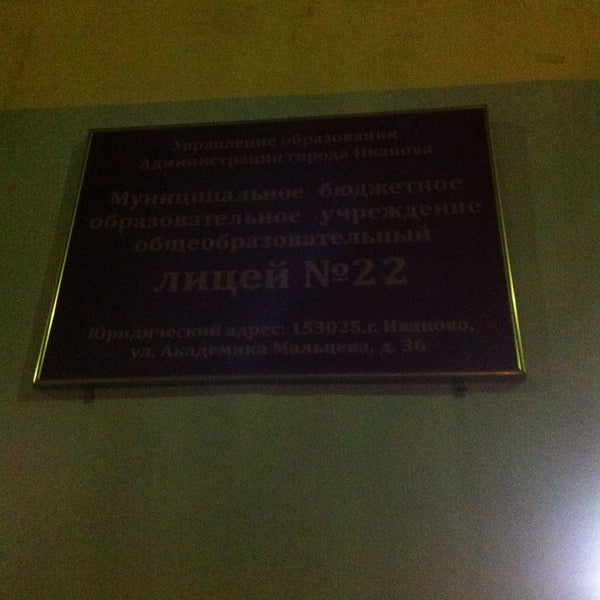 Управление образования
Администрации города Иванова
Муниципальное бюджетное
образовательное учреждение
общеобразовательный
лицей №22
Юридический адрес: 153025,г. Иваново,
ул. Академика Мальцева, д. 36